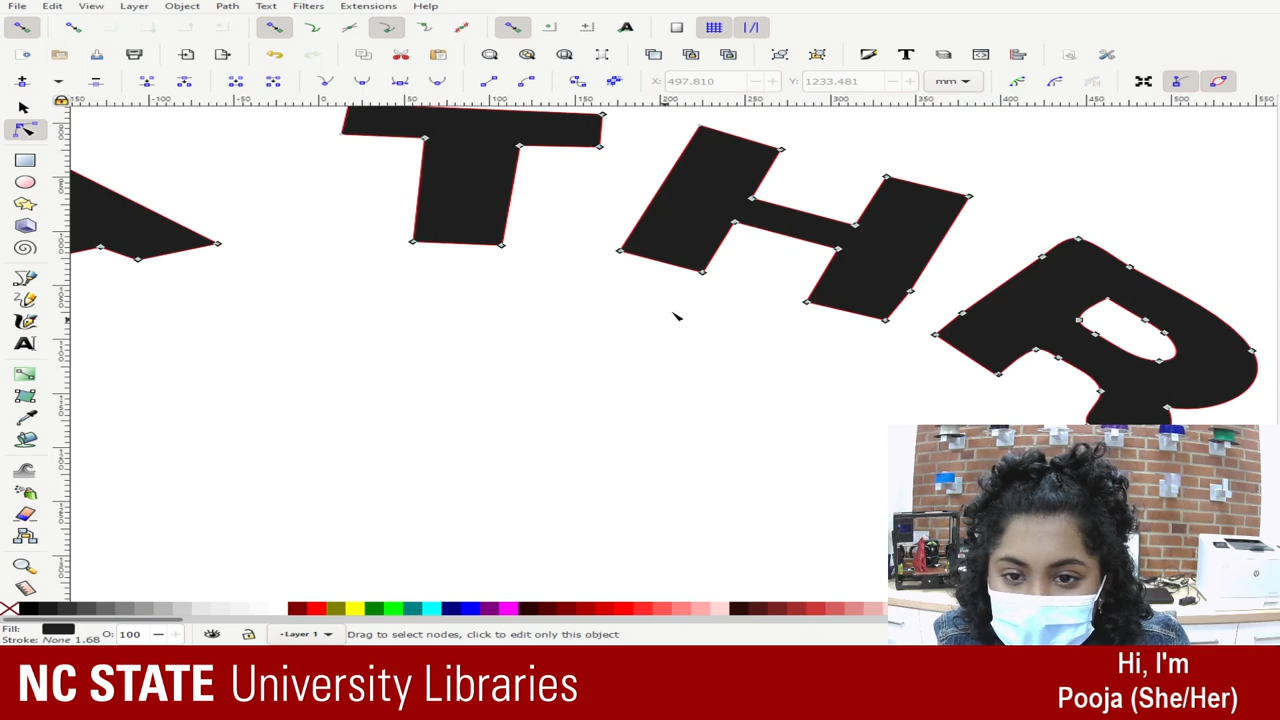 File Edit View Layer Object Path Text Filters Extensions Help
X: 497.810 Y: 1233.481 mm
T H R
Fill:
Stroke: None 1.68
O: 100
Layer 1
Drag to select nodes, click to edit only this object
NC STATE University Libraries
Hi, I'm
Pooja (She/Her)